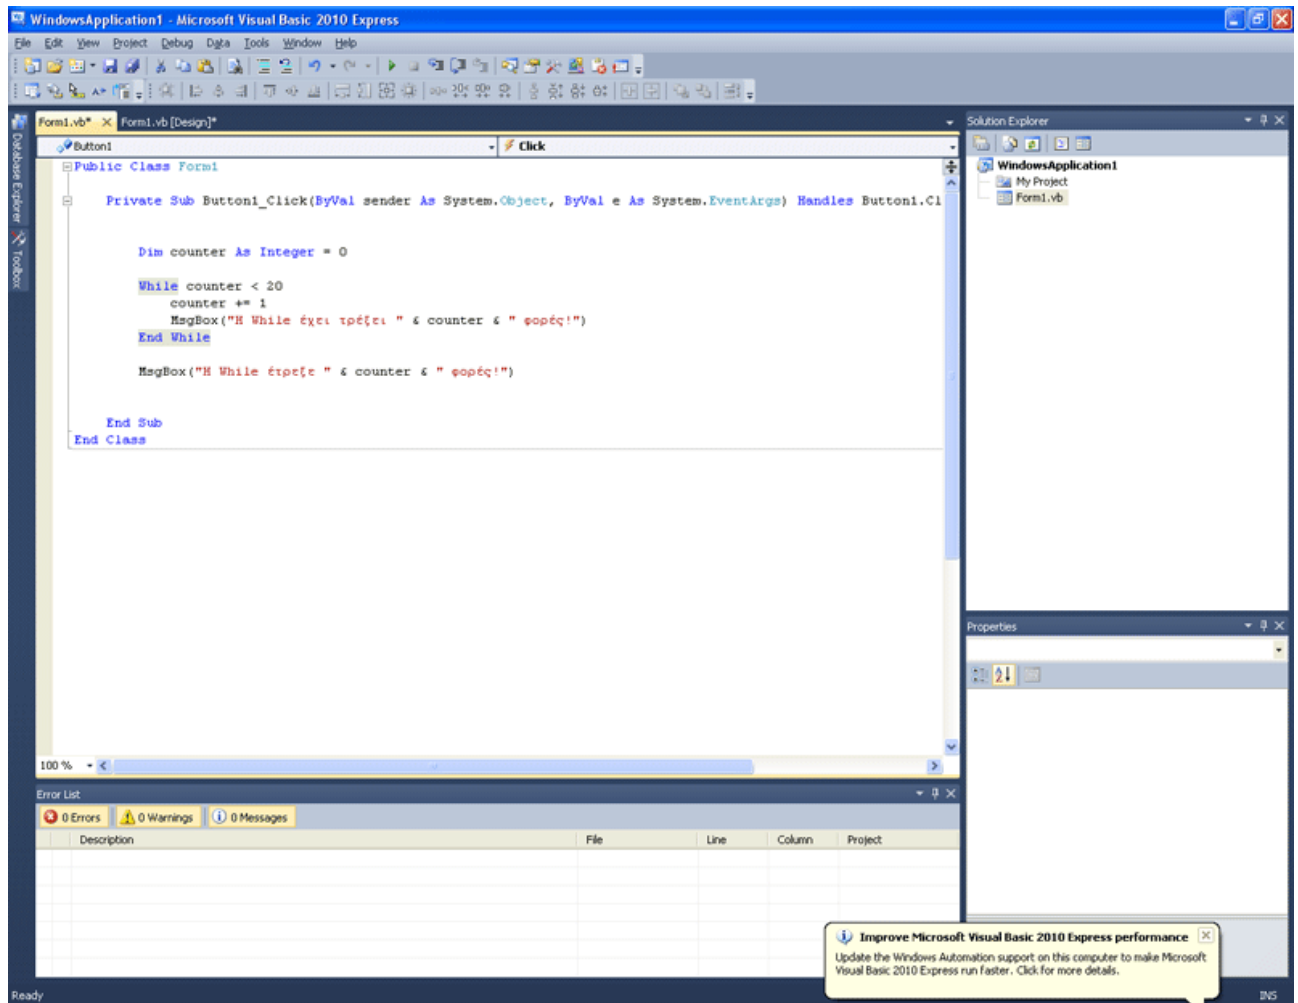 WindowsApplication1 - Microsoft Visual Basic 2010 Express
File Edit View Project Debug Data Tools Window Help
Form1.vb* Form1.vb [Design]*
Button1 Click
Public Class Form1
Private Sub Button1_Click(ByVal sender As System.Object, ByVal e As System.EventArgs) Handles Button1.Cl
Dim counter As Integer = 0
While counter < 20
counter += 1
MsgBox("Η While έχει τρέξει " & counter & " φορές!")
End While
MsgBox("Η While έτρεξε " & counter & " φορές!")
End Sub
End Class
100 %
Database Explorer
Toolbox
Solution Explorer
WindowsApplication1
My Project
Form1.vb
Properties
Error List
0 Errors 0 Warnings 0 Messages
Description File Line Column Project
Improve Microsoft Visual Basic 2010 Express performance
Update the Windows Automation support on this computer to make Microsoft
Visual Basic 2010 Express run faster. Click for more details.
Ready INS